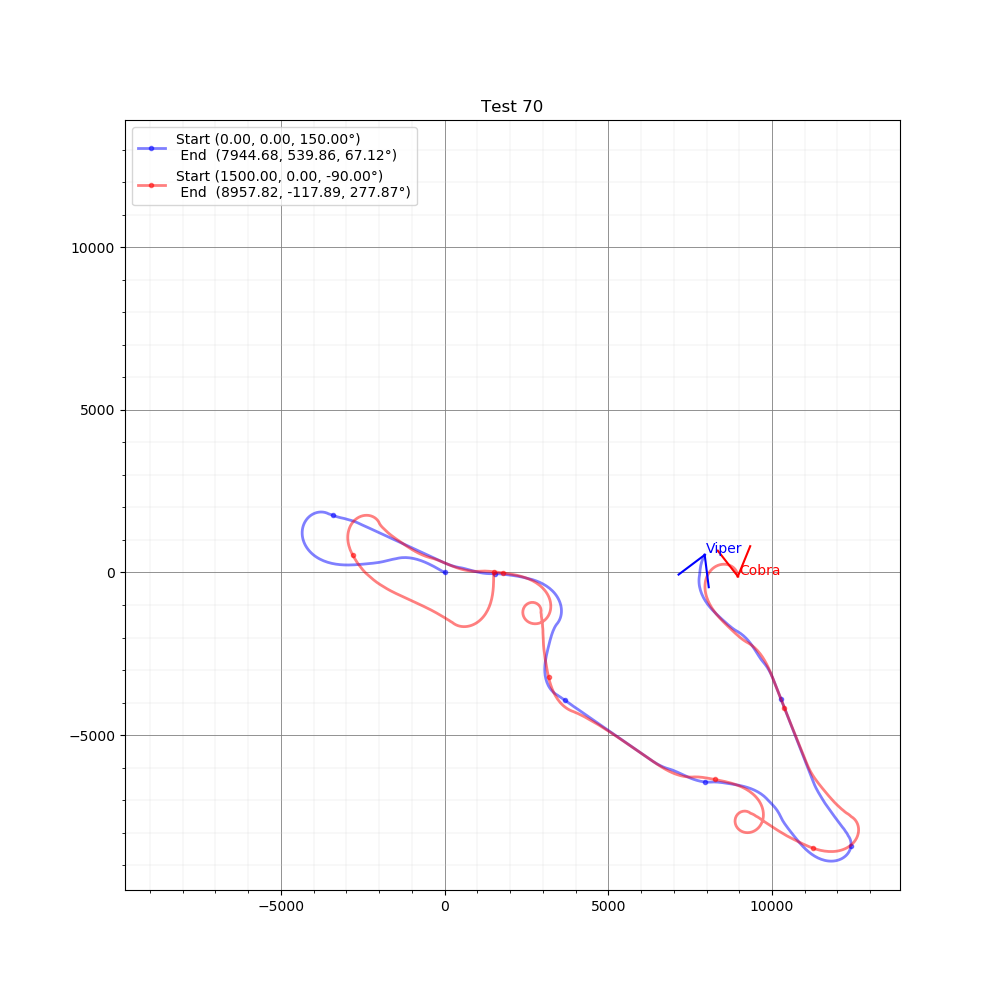 Test 70
Start (0.00, 0.00, 150.00°)
End (7944.68, 539.86, 67.12°)
Start (1500.00, 0.00, -90.00°)
End (8957.82, -117.89, 277.87°)
10000
5000
Viper
Cobra
0
−5000
−5000 0 5000 10000